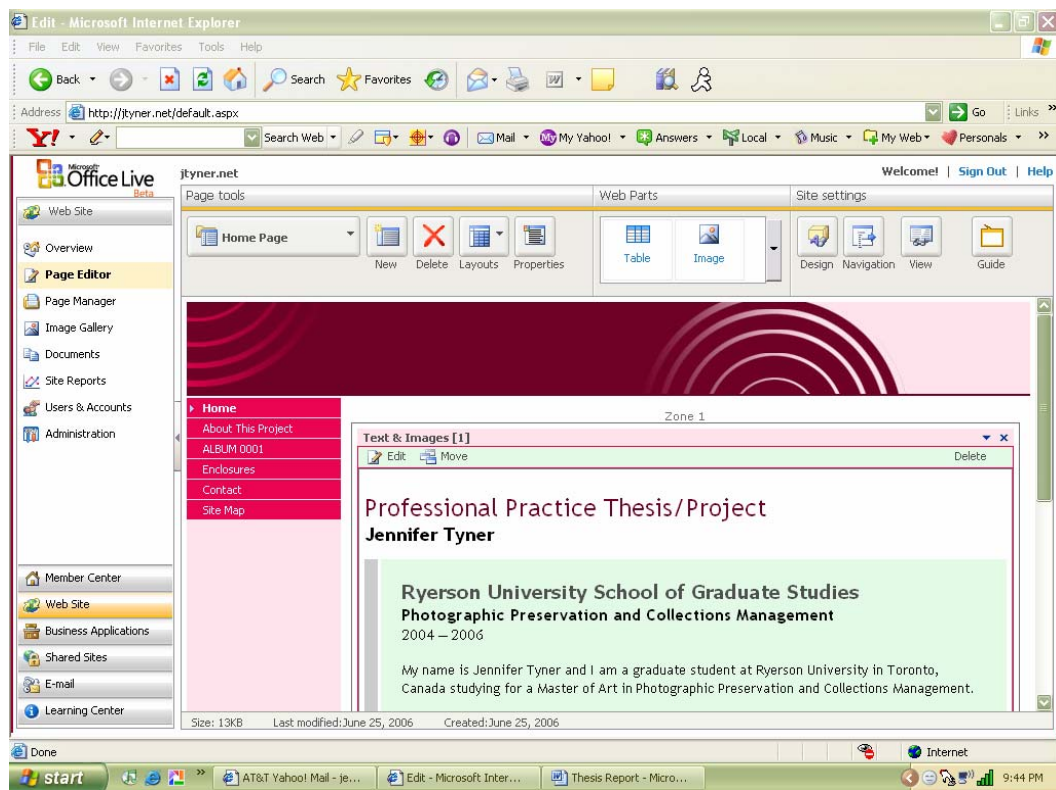 Edit - Microsoft Internet Explorer
File Edit View Favorites Tools Help
Back Search Favorites
Address http://jtyner.net/default.aspx Go Links »
Y! Search Web Mail My Yahoo! Answers Local Music My Web Personals »
Microsoft Office Live Beta
jtyner.net Welcome! | Sign Out | Help
Page tools Web Parts Site settings
Web Site
Overview
Page Editor
Page Manager
Image Gallery
Documents
Site Reports
Users & Accounts
Administration
Home Page
New Delete Layouts Properties
Table Image
Design Navigation View Guide
Home
About This Project
ALBUM 0001
Enclosures
Contact
Site Map
Zone 1
Text & Images [1]
Edit Move Delete
Professional Practice Thesis/Project
Jennifer Tyner
Ryerson University School of Graduate Studies
Photographic Preservation and Collections Management
2004 – 2006
My name is Jennifer Tyner and I am a graduate student at Ryerson University in Toronto,
Canada studying for a Master of Art in Photographic Preservation and Collections Management.
Member Center
Web Site
Business Applications
Shared Sites
E-mail
Learning Center
Size: 13KB Last modified:June 25, 2006 Created:June 25, 2006
Done Internet
start » AT&T Yahoo! Mail - je... Edit - Microsoft Inter... Thesis Report - Micro... 9:44 PM